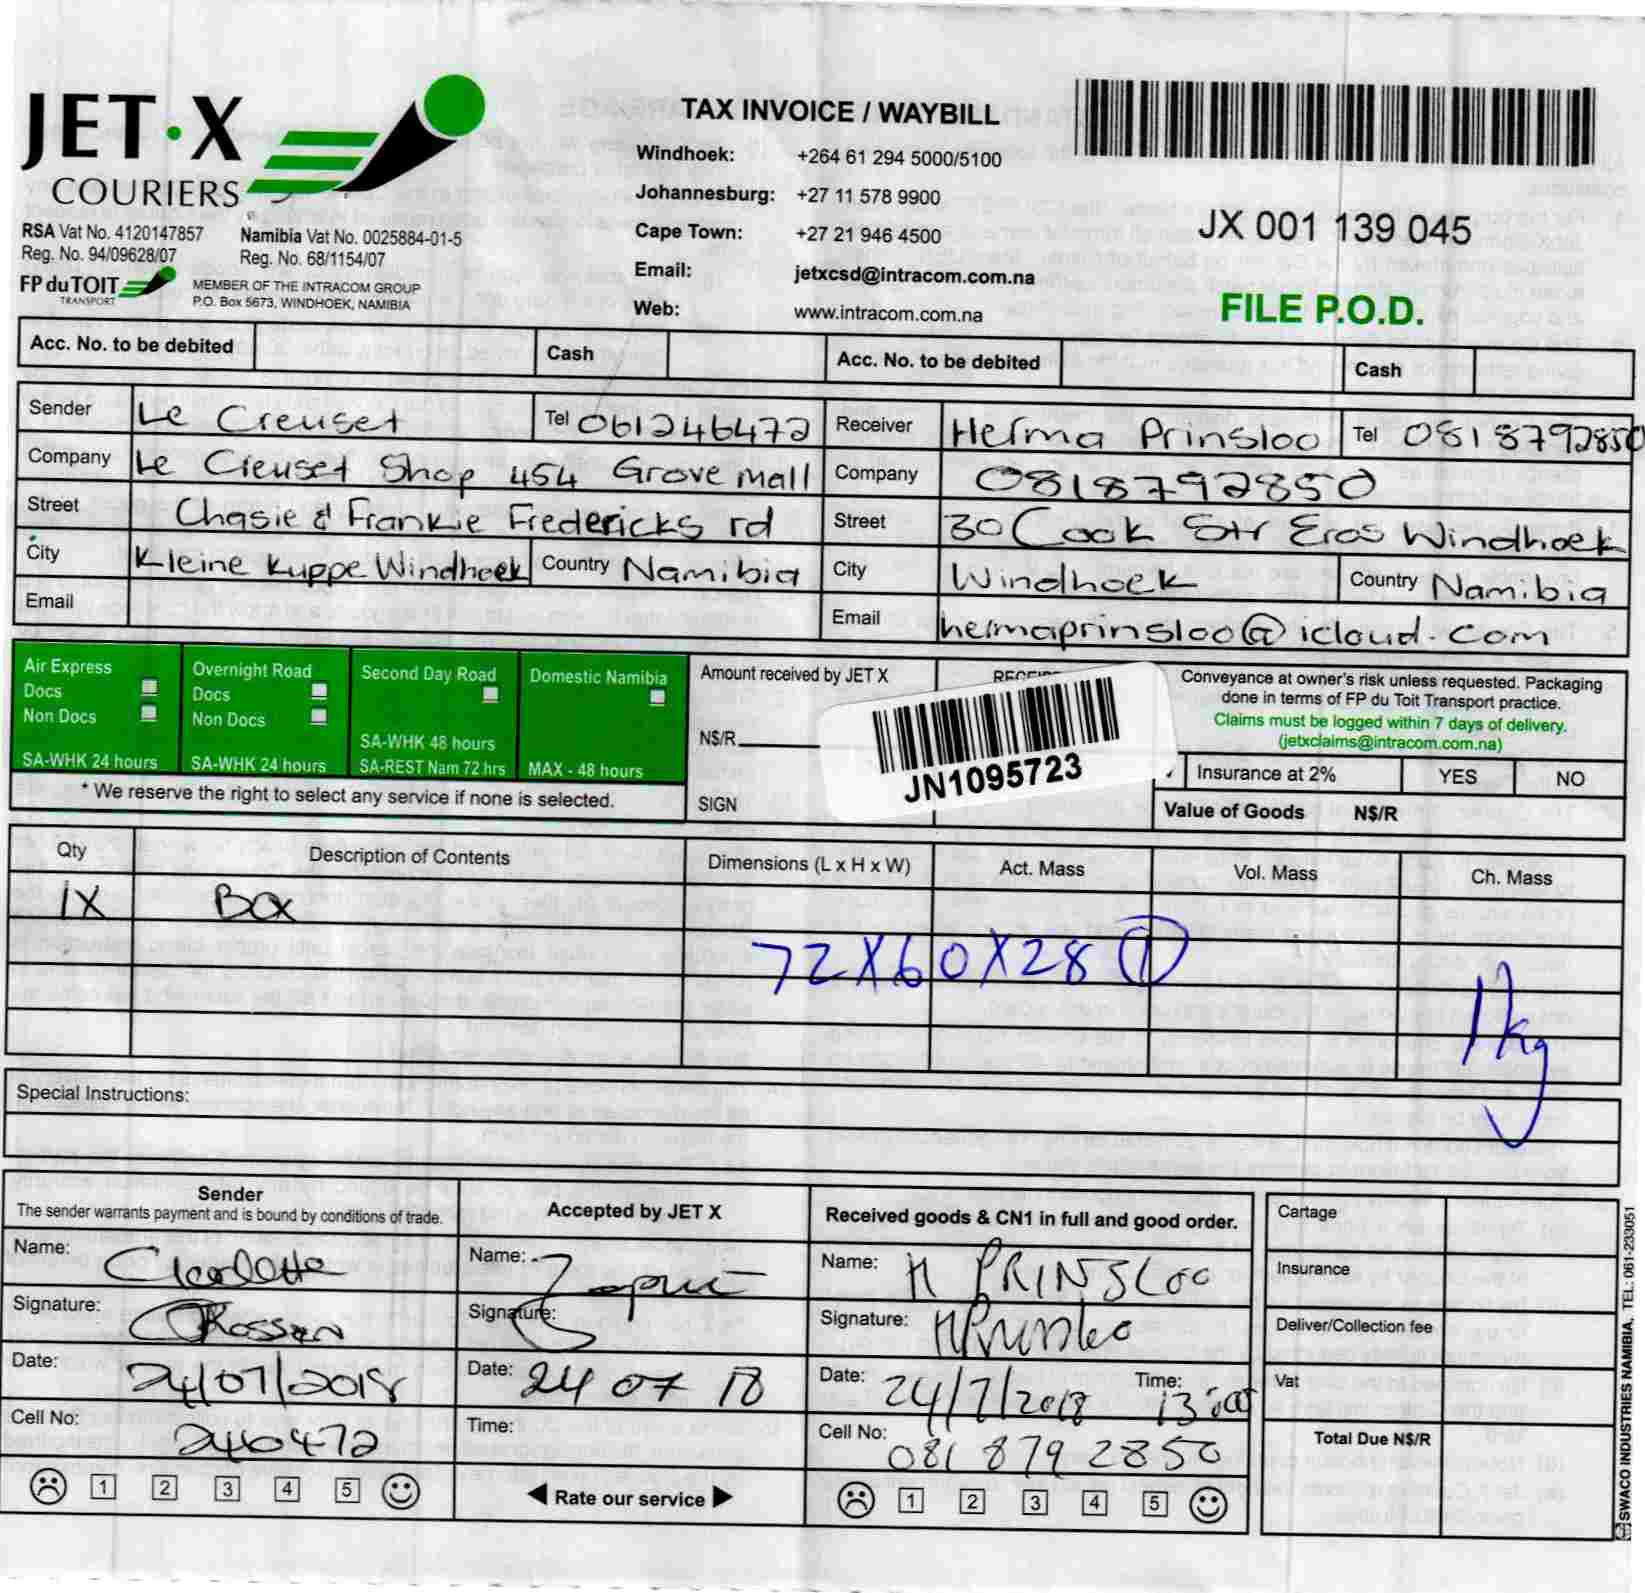 JET·X
COURIERS
RSA Vat No. 4120147857
Reg. No. 94/09628/07
Namibia Vat No. 0025884-01-5
Reg. No. 68/1154/07
FP du TOIT
TRANSPORT
MEMBER OF THE INTRACOM GROUP
P.O. Box 5673, WINDHOEK, NAMIBIA
TAX INVOICE / WAYBILL
Windhoek: +264 61 294 5000/5100
Johannesburg: +27 11 578 9900
Cape Town: +27 21 946 4500
Email: jetxcsd@intracom.com.na
Web: www.intracom.com.na
JX 001 139 045
FILE P.O.D.
Acc. No. to be debited Cash Acc. No. to be debited Cash
Sender Le Creuset Tel 061246472
Company Le Creuset Shop 454 Grove Mall
Street Chasie & Frankie Fredericks rd
City Kleine Kuppe Windhoek Country Namibia
Email
Receiver Herma Prinsloo Tel 0818792850
Company 0818792850
Street 30 Cook Str Eros Windhoek
City Windhoek Country Namibia
Email hermaprinsloo@icloud.com
Air Express
Docs
Non Docs
SA-WHK 24 hours
Overnight Road
Docs
Non Docs
SA-WHK 24 hours
Second Day Road
SA-WHK 48 hours
SA-REST Nam 72 hrs
Domestic Namibia
MAX - 48 hours
* We reserve the right to select any service if none is selected.
Amount received by JET X
N$/R
SIGN
JN1095723
Conveyance at owner's risk unless requested. Packaging
done in terms of FP du Toit Transport practice.
Claims must be logged within 7 days of delivery.
(jetxclaims@intracom.com.na)
Insurance at 2% YES NO
Value of Goods N$/R
Qty Description of Contents Dimensions (L x H x W) Act. Mass Vol. Mass Ch. Mass
1X Box
72X60X28 1
17kg
Special Instructions:
Sender
The sender warrants payment and is bound by conditions of trade.
Name: Charlotte
Signature:
Date: 24/07/2018
Cell No: 246472
1 2 3 4 5
Accepted by JET X
Name:
Signature:
Date: 24 07 18
Time:
Rate our service
Received goods & CN1 in full and good order.
Name: H PRINSLOO
Signature: HPrinsloo
Date: 24/7/2018 Time: 13:00
Cell No: 081 879 2850
1 2 3 4 5
Cartage
Insurance
Deliver/Collection fee
Vat
Total Due N$/R
SWACO INDUSTRIES NAMIBIA, TEL: 061-233051